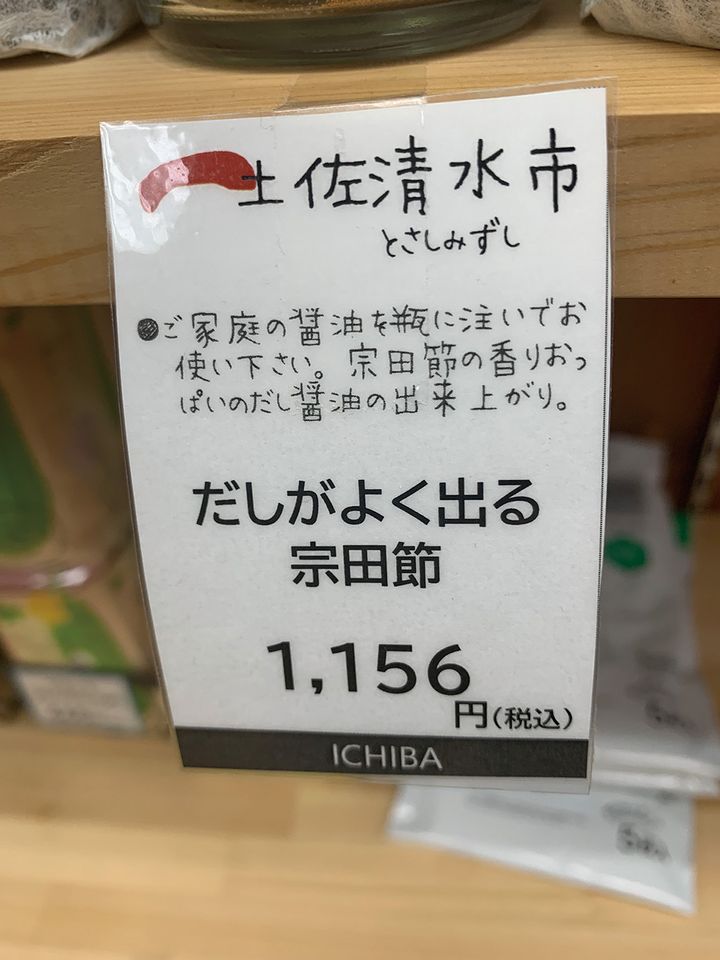 土佐清水市
とさしみずし
●ご家庭の醤油を瓶に注いでお
使い下さい。宗田節の香りおっ
ぱいのだし醤油の出来上がり。
だしがよく出る
宗田節
1,156
円(税込)
ICHIBA